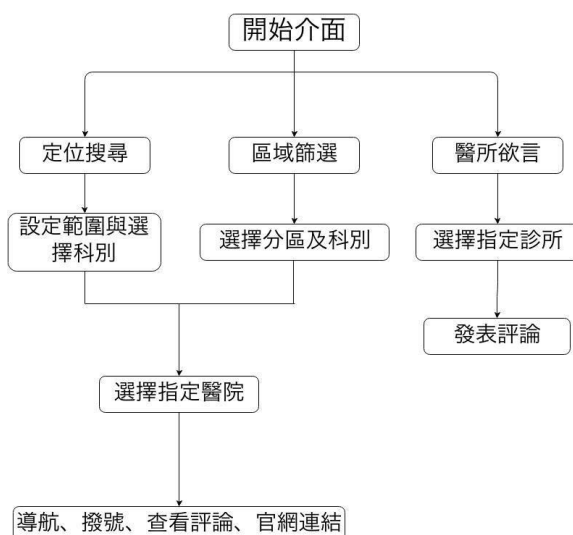 開始介面
定位搜尋
區域篩選
醫所欲言
設定範圍與選
擇科別
選擇分區及科別
選擇指定診所
發表評論
選擇指定醫院
導航、撥號、查看評論、官網連結